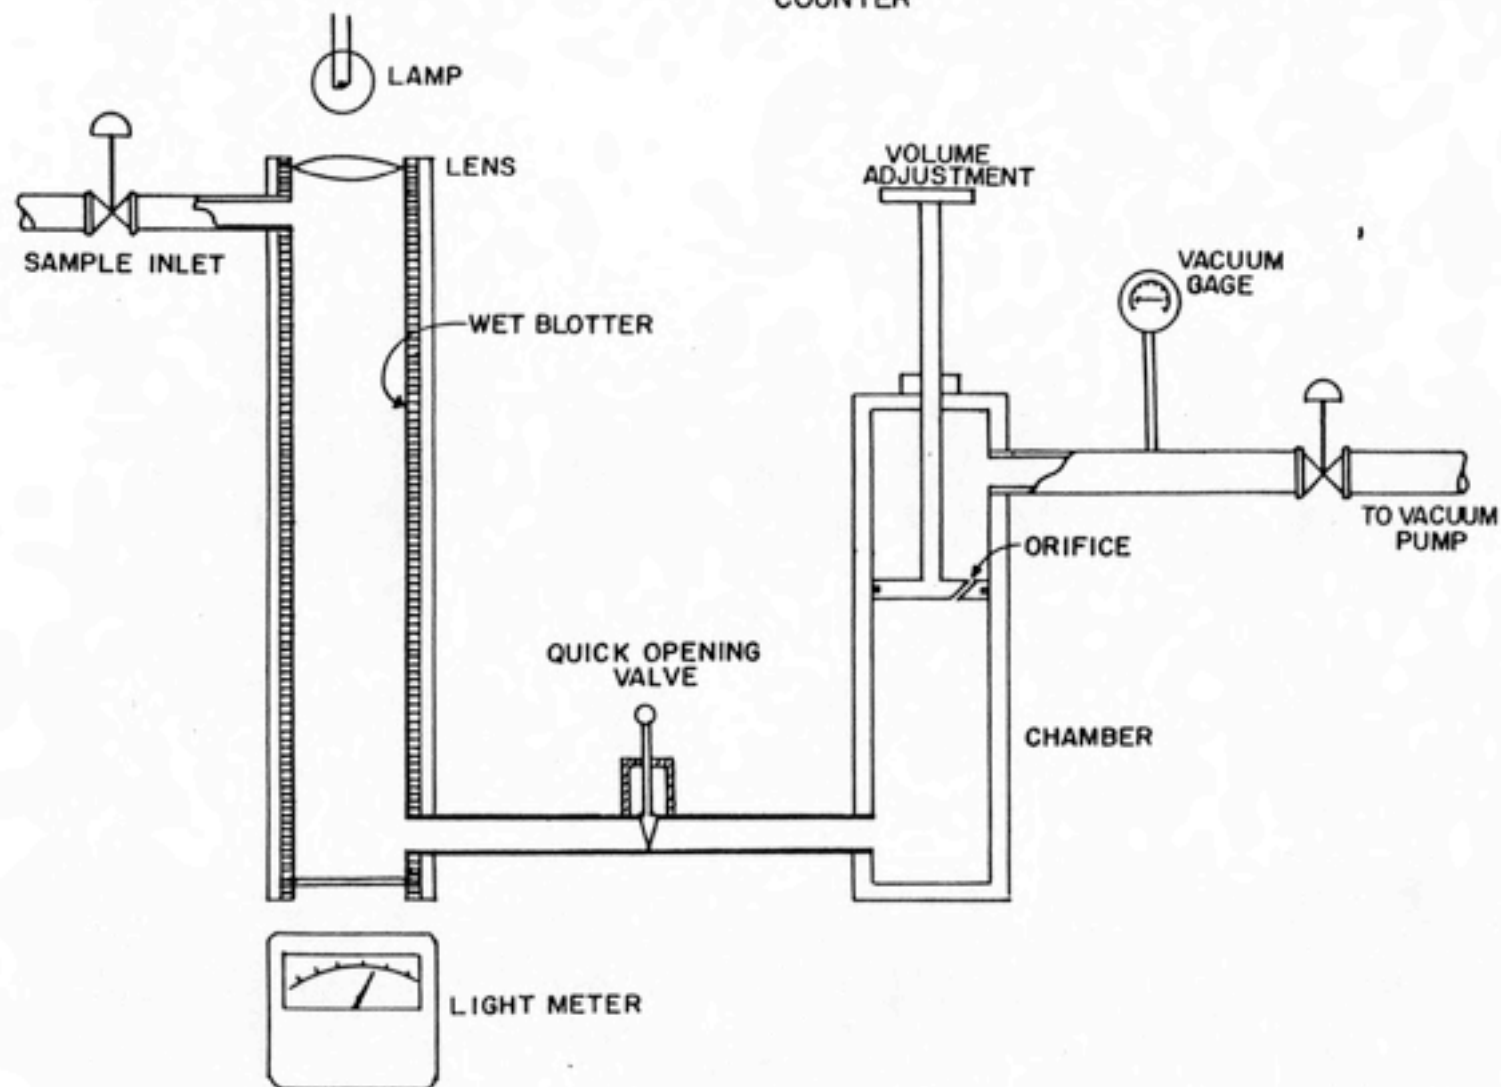 COUNTER
LAMP
LENS
VOLUME
ADJUSTMENT
SAMPLE INLET
VACUUM
GAGE
WET BLOTTER
TO VACUUM
PUMP
ORIFICE
QUICK OPENING
VALVE
CHAMBER
LIGHT METER